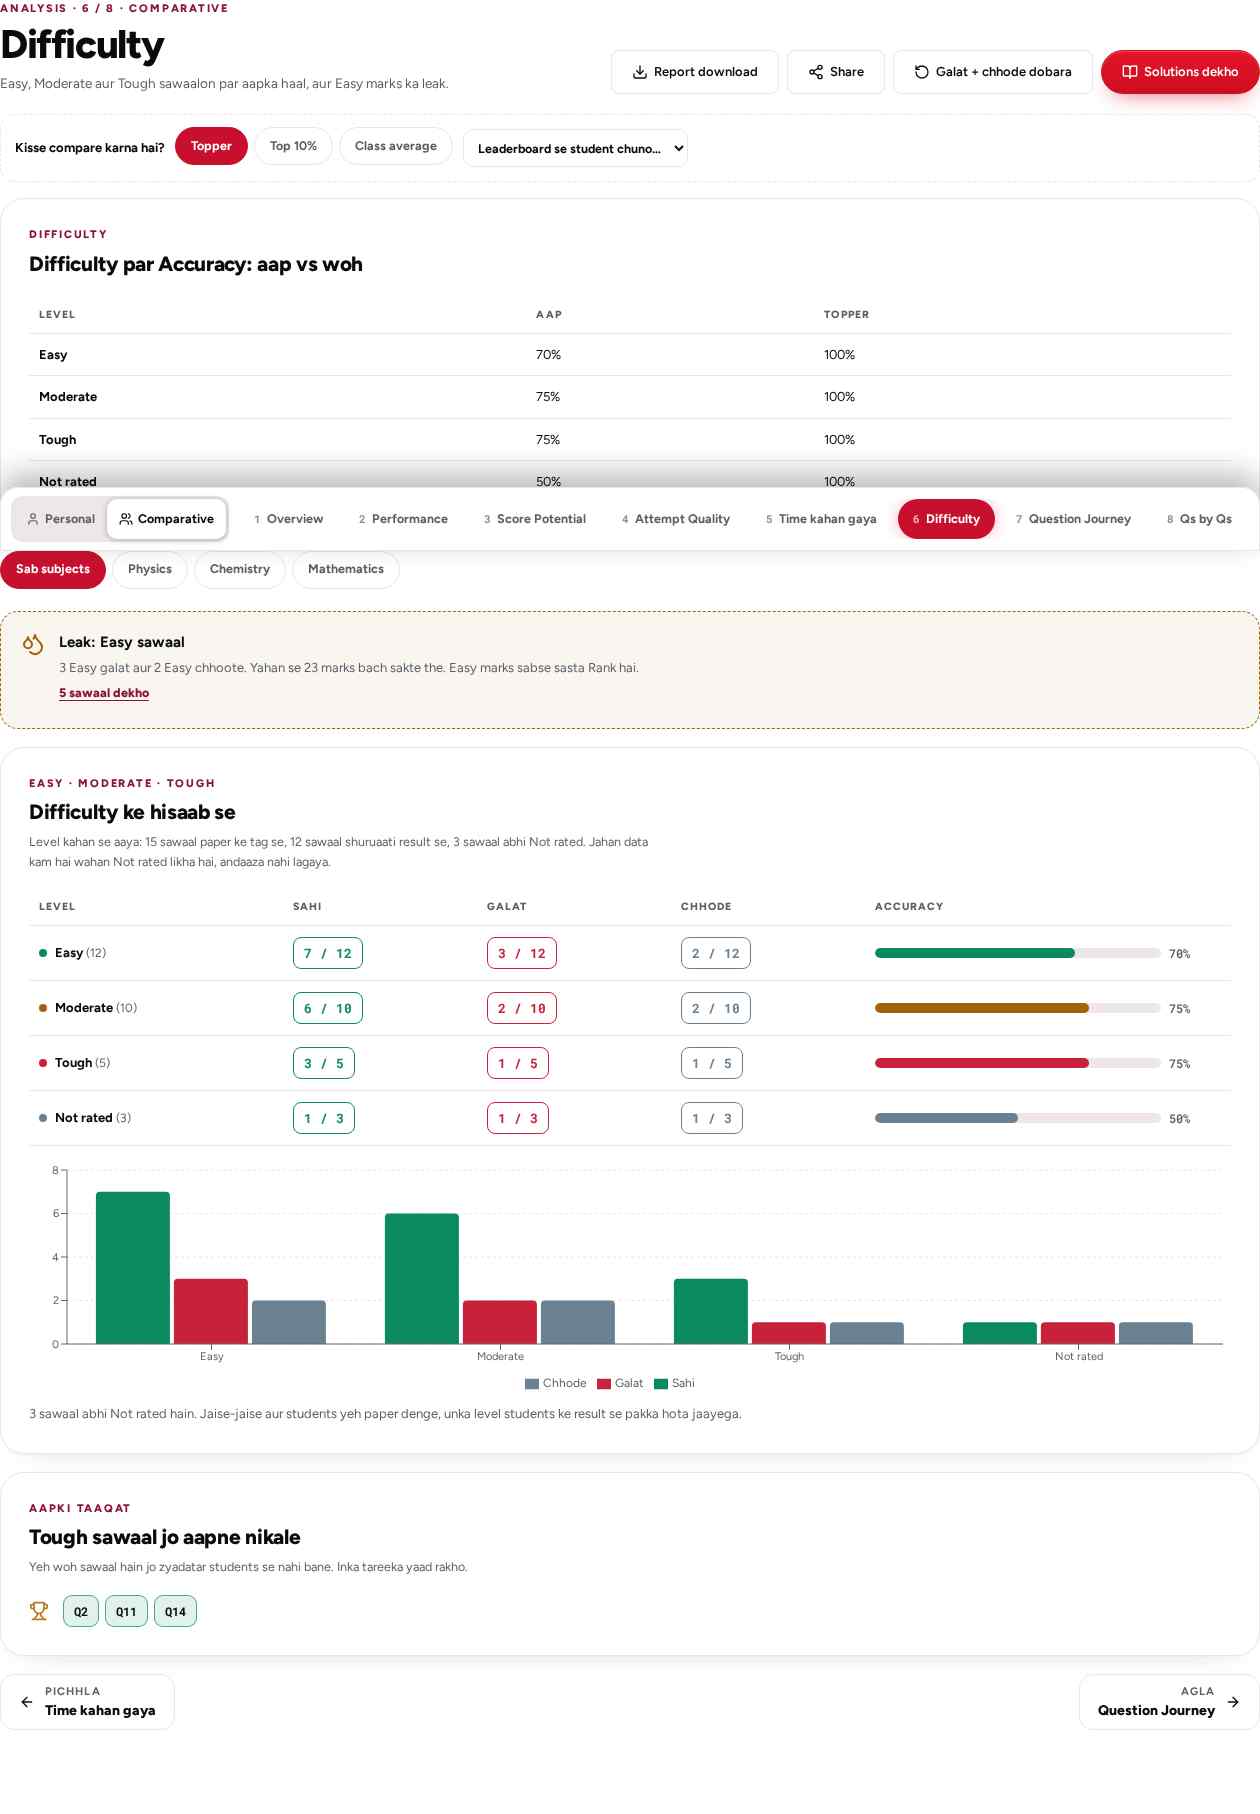 ANALYSIS · 6 / 8 · COMPARATIVE
Difficulty
Easy, Moderate aur Tough sawaalon par aapka haal, aur Easy marks ka leak.
Report download
Share
Galat + chhode dobara
Solutions dekho
Kisse compare karna hai?
Topper
Top 10%
Class average
Leaderboard se student chuno...
DIFFICULTY
Difficulty par Accuracy: aap vs woh
LEVEL AAP TOPPER
Easy 70% 100%
Moderate 75% 100%
Tough 75% 100%
Not rated 50% 100%
Personal
Comparative
1 Overview
2 Performance
3 Score Potential
4 Attempt Quality
5 Time kahan gaya
6 Difficulty
7 Question Journey
8 Qs by Qs
Sab subjects
Physics
Chemistry
Mathematics
Leak: Easy sawaal
3 Easy galat aur 2 Easy chhoote. Yahan se 23 marks bach sakte the. Easy marks sabse sasta Rank hai.
5 sawaal dekho
EASY · MODERATE · TOUGH
Difficulty ke hisaab se
Level kahan se aaya: 15 sawaal paper ke tag se, 12 sawaal shuruaati result se, 3 sawaal abhi Not rated. Jahan data
kam hai wahan Not rated likha hai, andaaza nahi lagaya.
LEVEL SAHI GALAT CHHODE ACCURACY
Easy (12) 7 / 12 3 / 12 2 / 12 70%
Moderate (10) 6 / 10 2 / 10 2 / 10 75%
Tough (5) 3 / 5 1 / 5 1 / 5 75%
Not rated (3) 1 / 3 1 / 3 1 / 3 50%
8
6
4
2
0
Easy Moderate Tough Not rated
Chhode Galat Sahi
3 sawaal abhi Not rated hain. Jaise-jaise aur students yeh paper denge, unka level students ke result se pakka hota jaayega.
AAPKI TAAQAT
Tough sawaal jo aapne nikale
Yeh woh sawaal hain jo zyadatar students se nahi bane. Inka tareeka yaad rakho.
Q2 Q11 Q14
PICHHLA
Time kahan gaya
AGLA
Question Journey